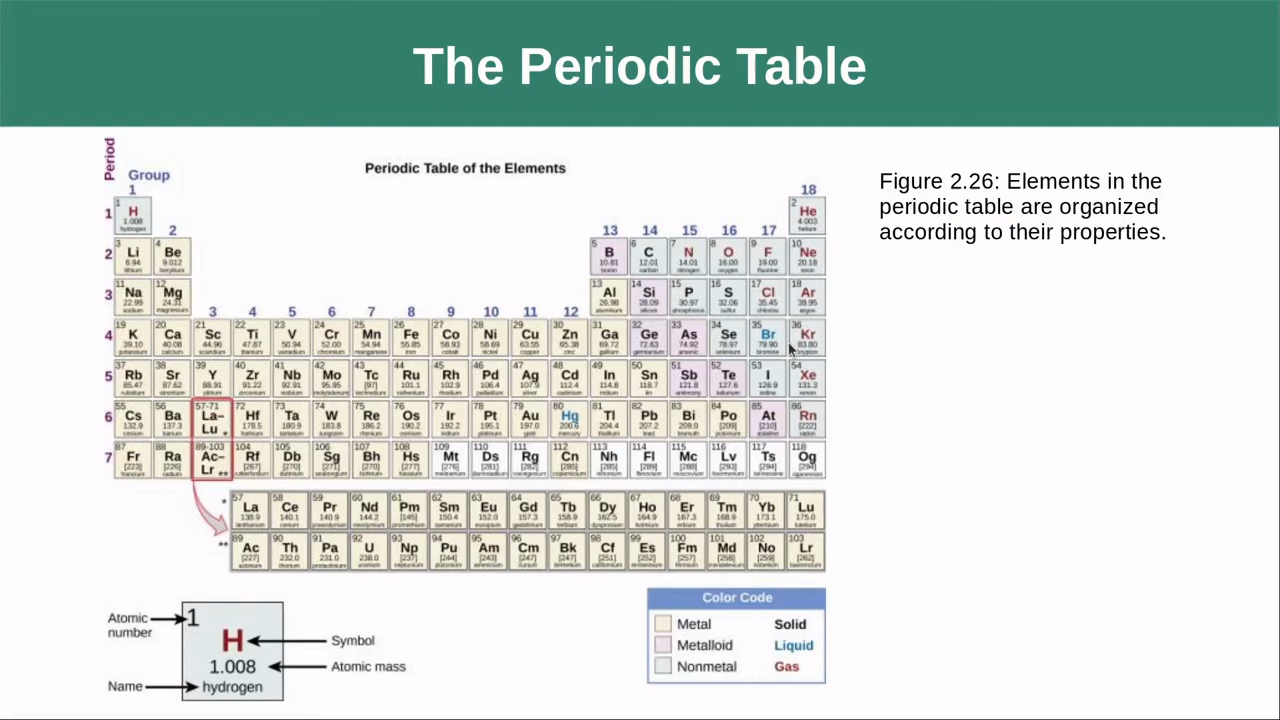 The Periodic Table
Period
Periodic Table of the Elements
Group
1 18
1 2
1 H He
1.008 4.003
hydrogen helium
2 13 14 15 16 17
3 4 5 6 7 8 9 10
2 Li Be B C N O F Ne
6.94 9.012 10.81 12.01 14.01 16.00 19.00 20.18
lithium beryllium boron carbon nitrogen oxygen fluorine neon
11 12 13 14 15 16 17 18
3 Na Mg Al Si P S Cl Ar
22.99 24.31 26.98 28.09 30.97 32.06 35.45 39.95
sodium magnesium aluminum silicon phosphorus sulfur chlorine argon
3 4 5 6 7 8 9 10 11 12
19 20 21 22 23 24 25 26 27 28 29 30 31 32 33 34 35 36
4 K Ca Sc Ti V Cr Mn Fe Co Ni Cu Zn Ga Ge As Se Br Kr
39.10 40.08 44.96 47.87 50.94 52.00 54.94 55.85 58.93 58.69 63.55 65.38 69.72 72.63 74.92 78.97 79.90 83.80
potassium calcium scandium titanium vanadium chromium manganese iron cobalt nickel copper zinc gallium germanium arsenic selenium bromine krypton
37 38 39 40 41 42 43 44 45 46 47 48 49 50 51 52 53 54
5 Rb Sr Y Zr Nb Mo Tc Ru Rh Pd Ag Cd In Sn Sb Te I Xe
85.47 87.62 88.91 91.22 92.91 95.95 [97] 101.1 102.9 106.4 107.9 112.4 114.8 118.7 121.8 127.6 126.9 131.3
rubidium strontium yttrium zirconium niobium molybdenum technetium ruthenium rhodium palladium silver cadmium indium tin antimony tellurium iodine xenon
55 56 57-71 72 73 74 75 76 77 78 79 80 81 82 83 84 85 86
6 Cs Ba La– Lu * Hf Ta W Re Os Ir Pt Au Hg Tl Pb Bi Po At Rn
132.9 137.3 178.5 180.9 183.8 186.2 190.2 192.2 195.1 197.0 200.6 204.4 207.2 209.0 [209] [210] [222]
cesium barium hafnium tantalum tungsten rhenium osmium iridium platinum gold mercury thallium lead bismuth polonium astatine radon
87 88 89-103 104 105 106 107 108 109 110 111 112 113 114 115 116 117 118
7 Fr Ra Ac– Lr ** Rf Db Sg Bh Hs Mt Ds Rg Cn Nh Fl Mc Lv Ts Og
[223] [226] [267] [270] [271] [270] [277] [276] [281] [282] [285] [285] [289] [288] [293] [294] [294]
francium radium rutherfordium dubnium seaborgium bohrium hassium meitnerium darmstadtium roentgenium copernicium nihonium flerovium moscovium livermorium tennessine oganesson
57 58 59 60 61 62 63 64 65 66 67 68 69 70 71
* La Ce Pr Nd Pm Sm Eu Gd Tb Dy Ho Er Tm Yb Lu
138.9 140.1 140.9 144.2 [145] 150.4 152.0 157.3 158.9 162.5 164.9 167.3 168.9 173.1 175.0
lanthanum cerium praseodymium neodymium promethium samarium europium gadolinium terbium dysprosium holmium erbium thulium ytterbium lutetium
89 90 91 92 93 94 95 96 97 98 99 100 101 102 103
** Ac Th Pa U Np Pu Am Cm Bk Cf Es Fm Md No Lr
[227] 232.0 231.0 238.0 [237] [244] [243] [247] [247] [251] [252] [257] [258] [259] [262]
actinium thorium protactinium uranium neptunium plutonium americium curium berkelium californium einsteinium fermium mendelevium nobelium lawrencium
Atomic number
1
H
Symbol
1.008
Atomic mass
Name
hydrogen
Color Code
Metal Solid
Metalloid Liquid
Nonmetal Gas
Figure 2.26: Elements in the
periodic table are organized
according to their properties.